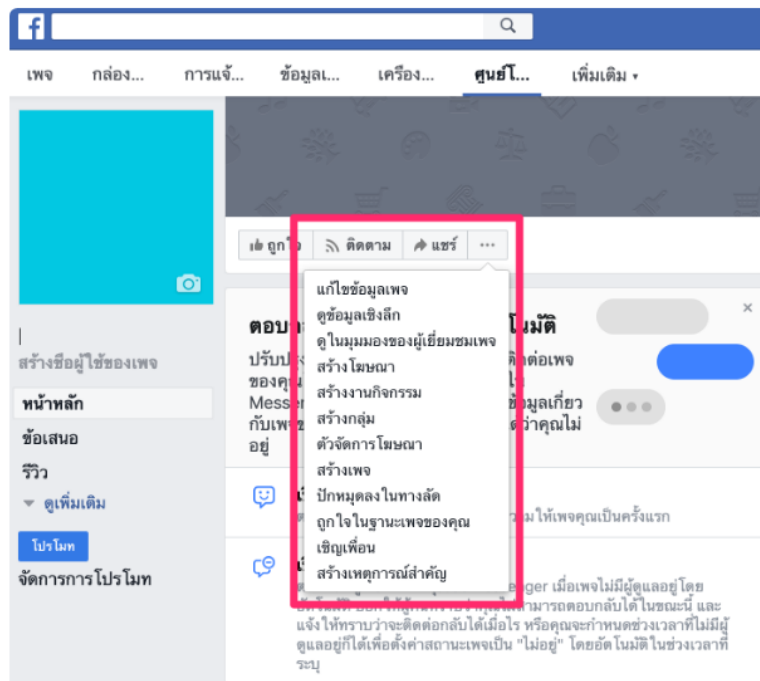 f
เพจ กล่อง... การแจ้... ข้อมูลเ... เครื่อง... ศูนย์โ... เพิ่มเติม
ถูกใจ ติดตาม แชร์ ...
แก้ไขข้อมูลเพจ
ดูข้อมูลเชิงลึก
ดูในมุมมองของผู้เยี่ยมชมเพจ
สร้างโฆษณา
สร้างงานกิจกรรม
สร้างกลุ่ม
ตัวจัดการโฆษณา
สร้างเพจ
ปักหมุดลงในทางลัด
ถูกใจในฐานะเพจของคุณ
เชิญเพื่อน
สร้างเหตุการณ์สำคัญ
สร้างชื่อผู้ใช้ของเพจ
หน้าหลัก
ข้อเสนอ
รีวิว
ดูเพิ่มเติม
โปรโมท
จัดการการโปรโมท
ตอบ
ปรับปรุง ติดต่อเพจ
ของคุณ
ข้อมูลเกี่ยว
ว่าคุณไม่
อยู่
ให้เพจคุณเป็นครั้งแรก
เมื่อเพจไม่มีผู้ดูแลอยู่โดย
สามารถตอบกลับได้ในขณะนี้ และ
แจ้งให้ทราบว่าจะติดต่อกลับได้เมื่อไร หรือคุณจะกำหนดช่วงเวลาที่ไม่มีผู้
ดูแลอยู่ก็ได้เพื่อตั้งค่าสถานะเพจเป็น "ไม่อยู่" โดยอัตโนมัติในช่วงเวลาที่
ระบุ